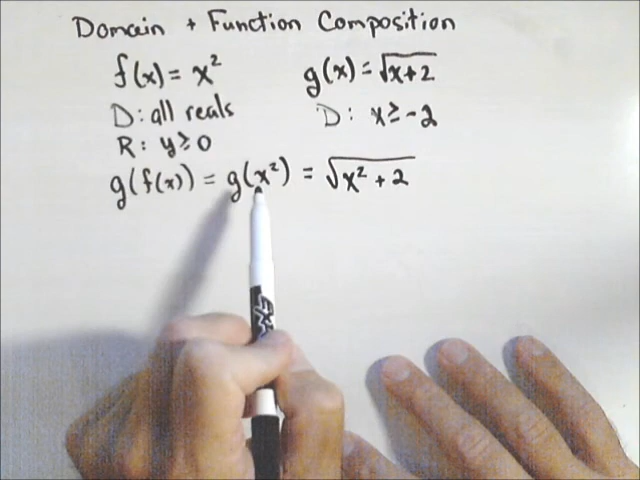 Domain + Function Composition
f(x) = x² g(x) = √x+2
D: all reals D: x ≥ -2
R: y ≥ 0
g(f(x)) = g(x²) = √x² + 2